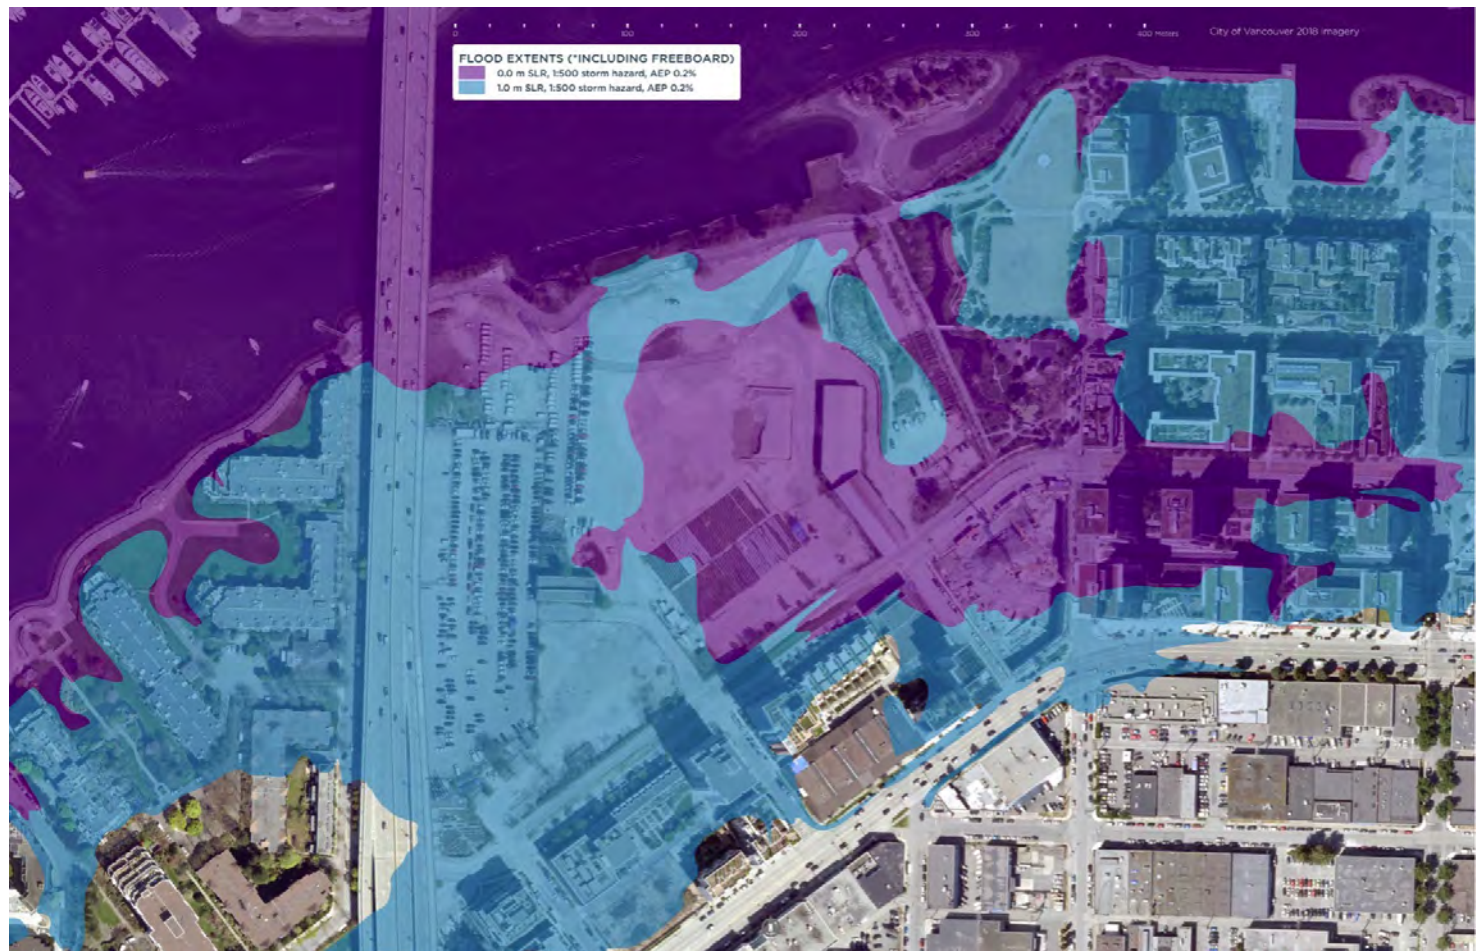 0 100 200 300 400 Meters
City of Vancouver 2018 Imagery
FLOOD EXTENTS (*INCLUDING FREEBOARD)
0.0 m SLR, 1:500 storm hazard, AEP 0.2%
1.0 m SLR, 1:500 storm hazard, AEP 0.2%